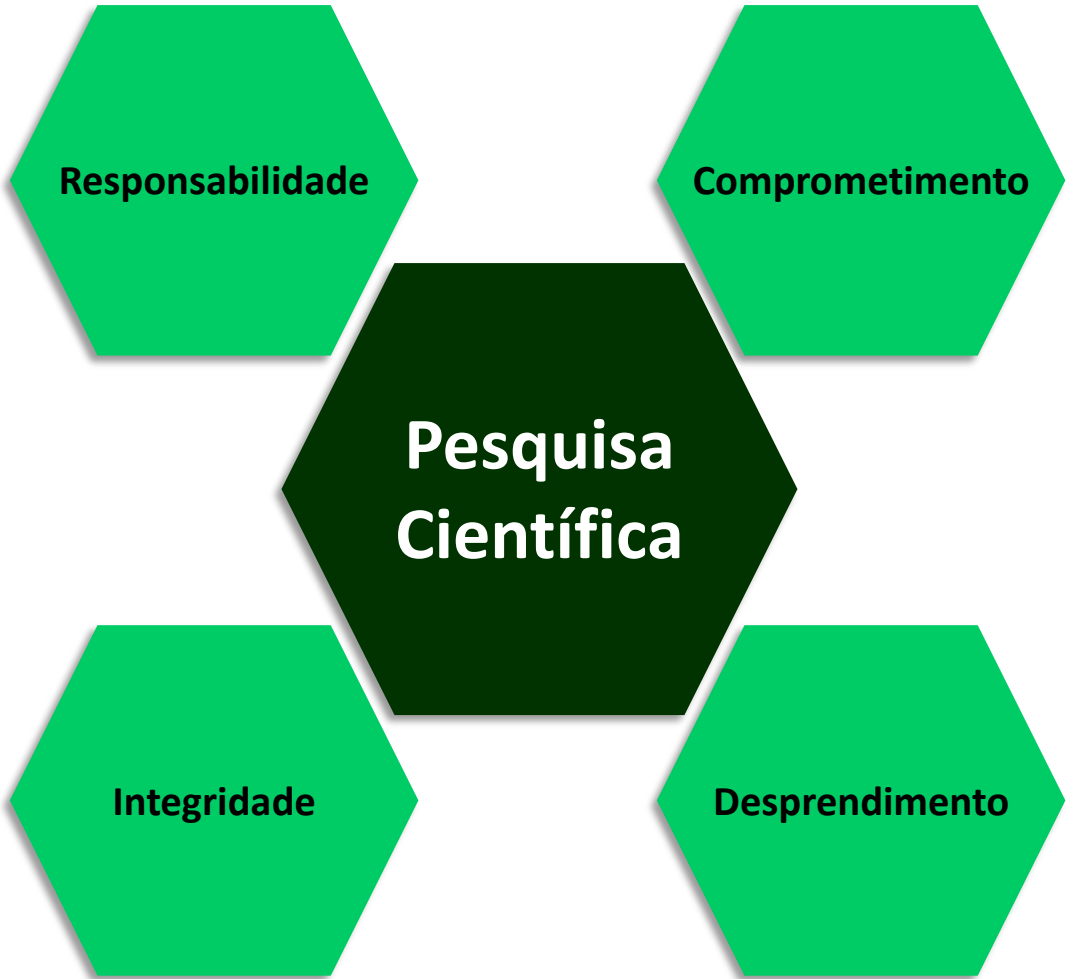 Responsabilidade
Comprometimento
Pesquisa
Científica
Integridade
Desprendimento